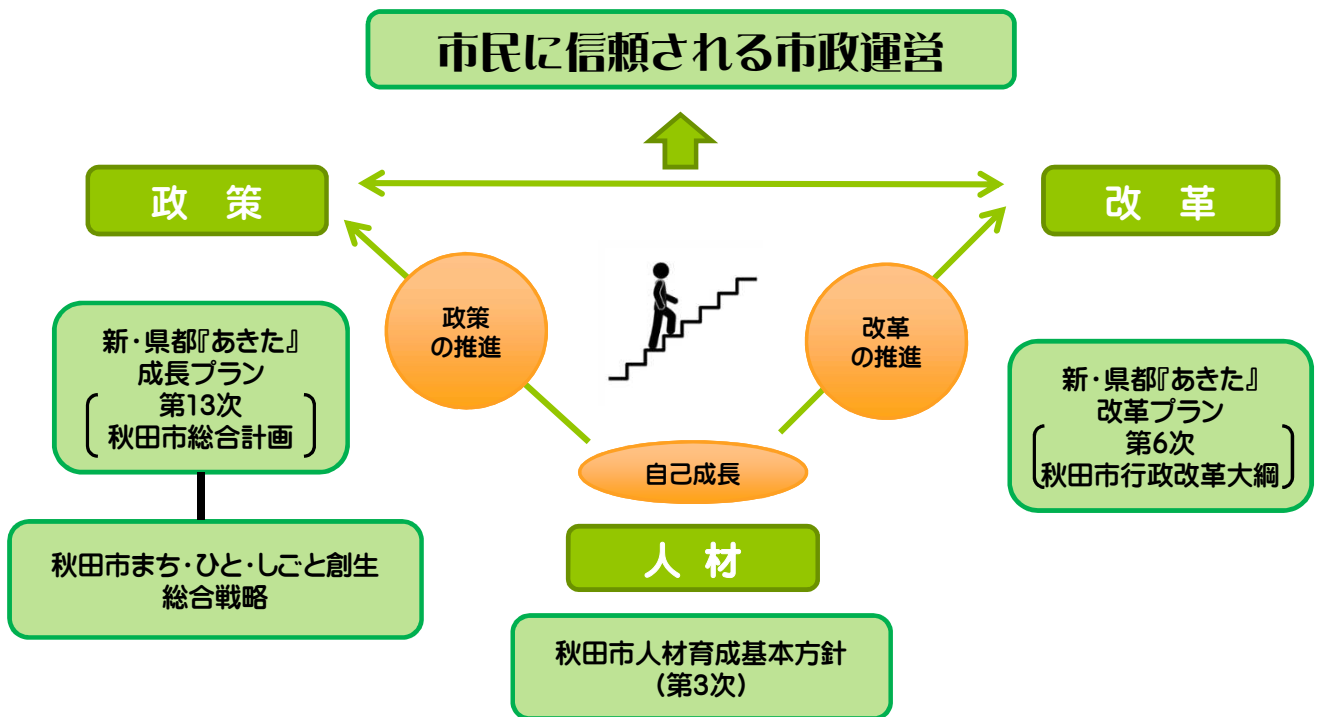 市民に信頼される市政運営
政　策
改　革
政策
の推進
改革
の推進
新・県都『あきた』
成長プラン
第13次
秋田市総合計画
新・県都『あきた』
改革プラン
第6次
秋田市行政改革大綱
自己成長
秋田市まち・ひと・しごと創生
総合戦略
人 材
秋田市人材育成基本方針
(第3次)